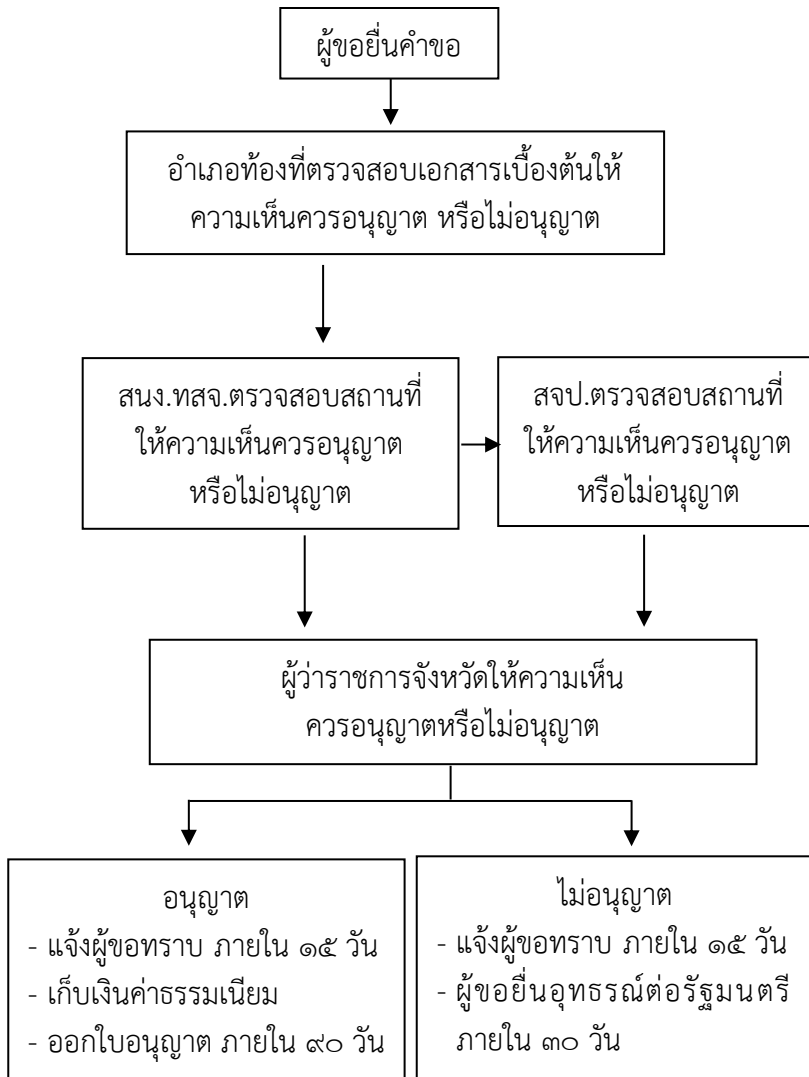 ผู้ขอยื่นคำขอ
อำเภอท้องที่ตรวจสอบเอกสารเบื้องต้นให้
ความเห็นควรอนุญาต หรือไม่อนุญาต
สนง.ทสจ.ตรวจสอบสถานที่
ให้ความเห็นควรอนุญาต
หรือไม่อนุญาต
สจป.ตรวจสอบสถานที่
ให้ความเห็นควรอนุญาต
หรือไม่อนุญาต
ผู้ว่าราชการจังหวัดให้ความเห็น
ควรอนุญาตหรือไม่อนุญาต
อนุญาต
- แจ้งผู้ขอทราบ ภายใน ๑๕ วัน
- เก็บเงินค่าธรรมเนียม
- ออกใบอนุญาต ภายใน ๙๐ วัน
ไม่อนุญาต
- แจ้งผู้ขอทราบ ภายใน ๑๕ วัน
- ผู้ขอยื่นอุทธรณ์ต่อรัฐมนตรี
ภายใน ๓๐ วัน